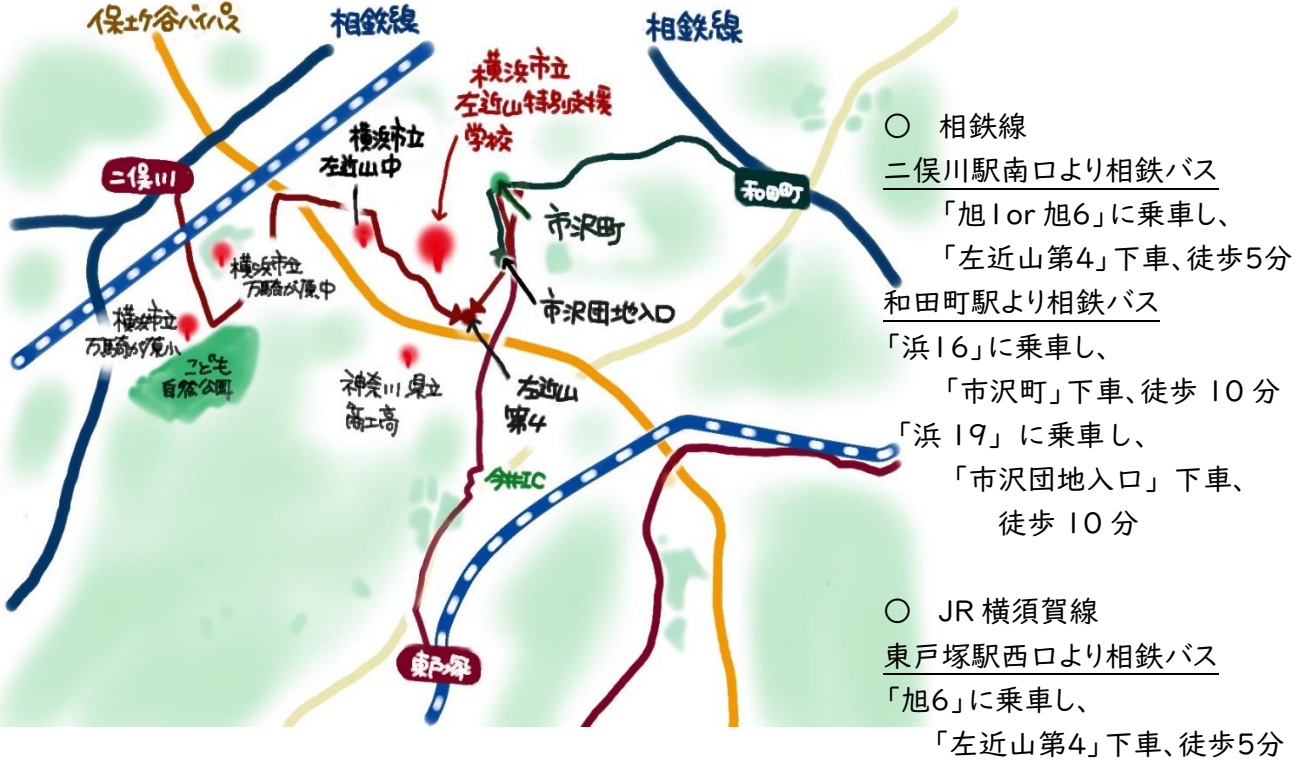 保土ケ谷バイパス
相鉄線
相鉄線
横浜市立
左近山特別支援
学校
横浜市立
左近山中
二俣川
和田町
市沢町
横浜市立
万騎が原中
市沢団地入口
横浜市立
万騎が原小
こども
自然公園
神奈川県立
商工高
左近山
第4
今井IC
東戸塚
○ 相鉄線
二俣川駅南口より相鉄バス
「旭1or旭6」に乗車し、
「左近山第4」下車、徒歩5分
和田町駅より相鉄バス
「浜16」に乗車し、
「市沢町」下車、徒歩 10 分
「浜 19」に乗車し、
「市沢団地入口」下車、
徒歩 10 分
○ JR 横須賀線
東戸塚駅西口より相鉄バス
「旭6」に乗車し、
「左近山第4」下車、徒歩5分